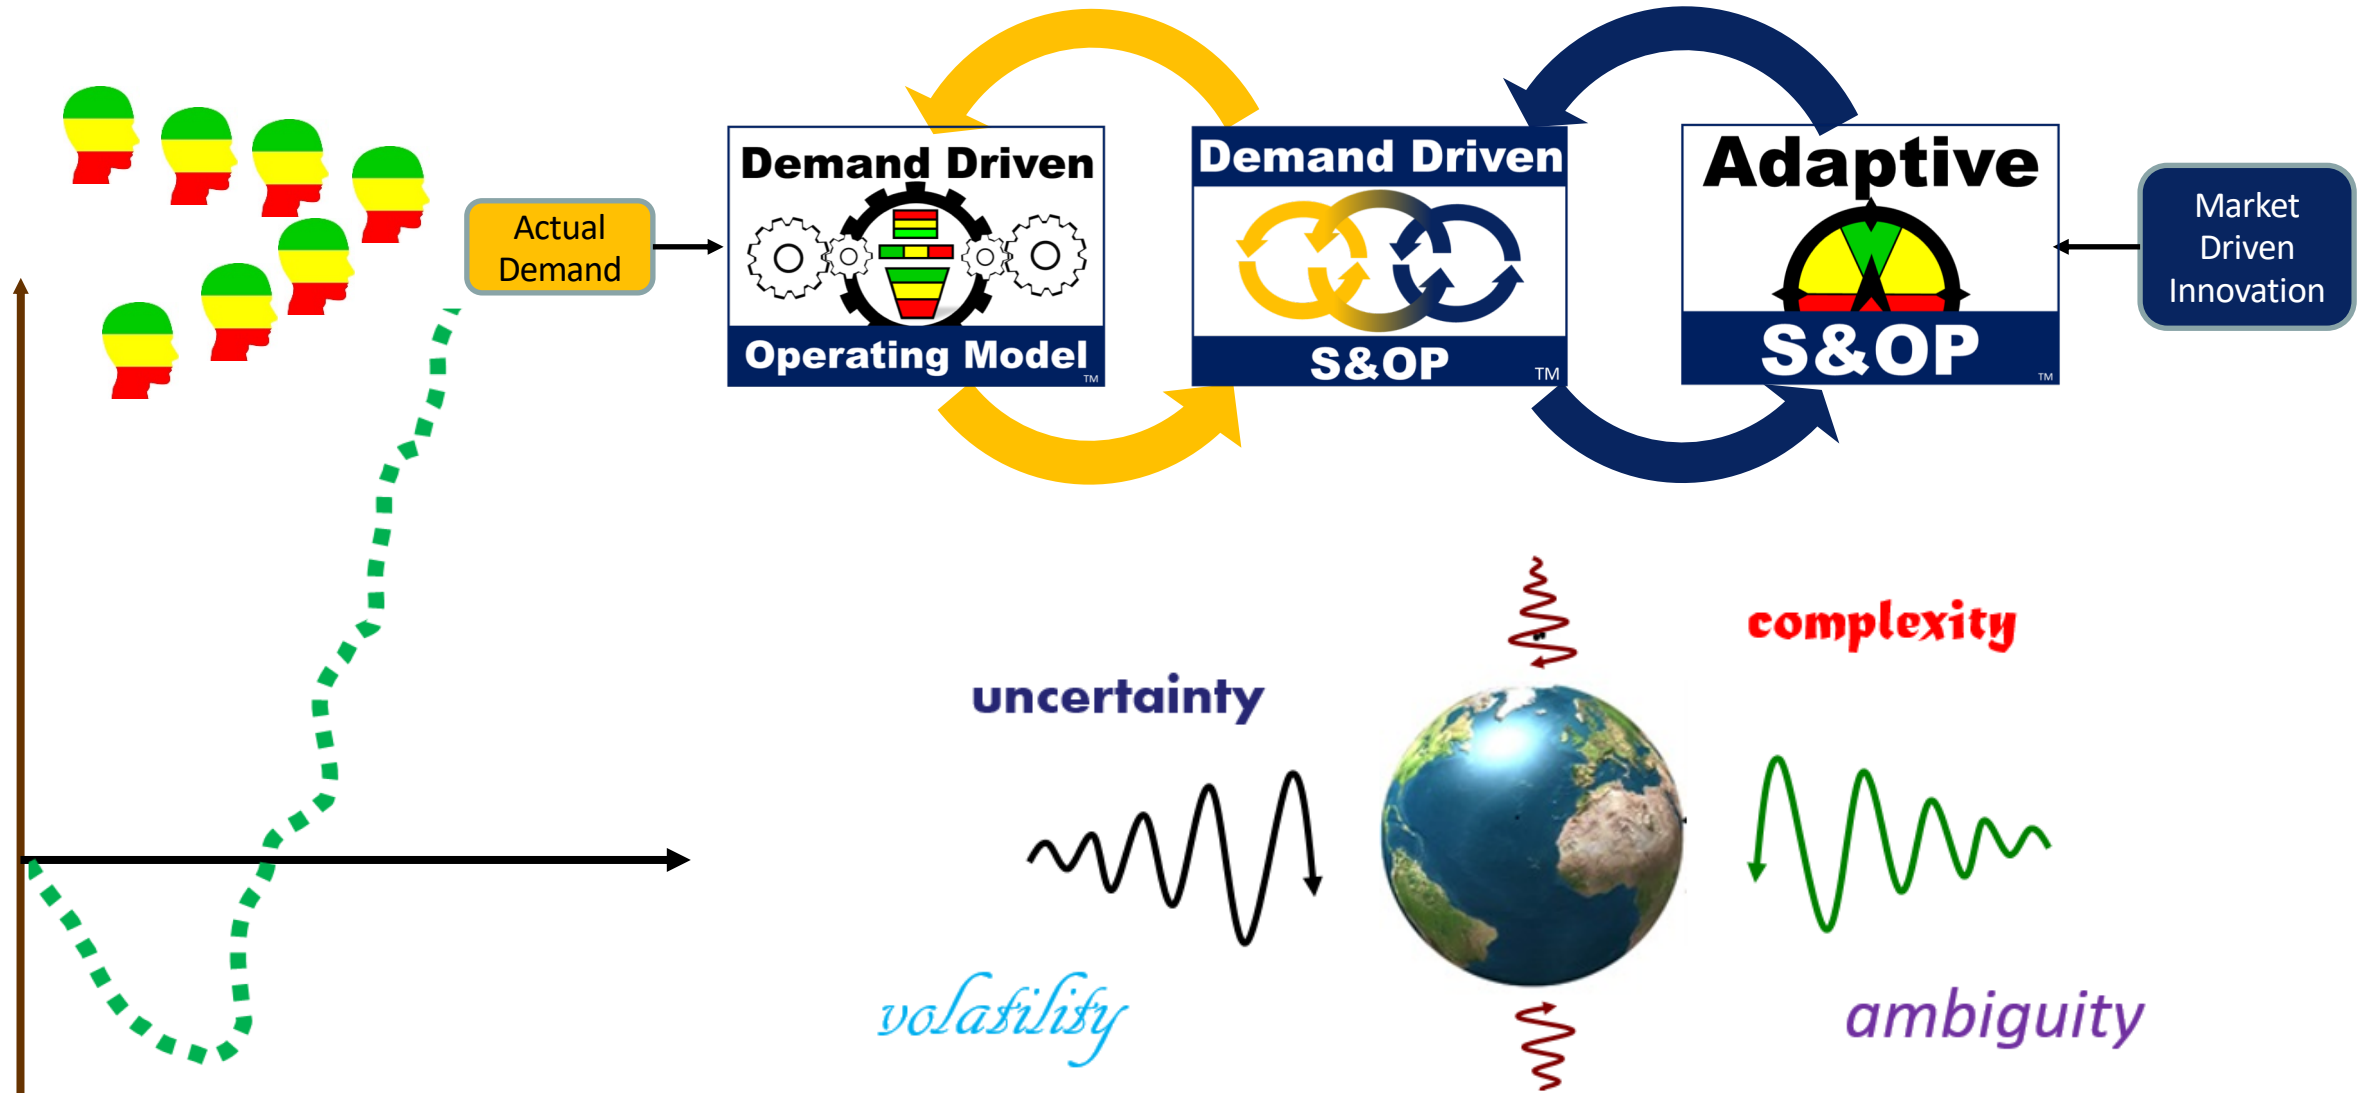 Actual
Demand
Demand Driven
Operating Model
TM
Demand Driven
S&OP
TM
Adaptive
S&OP
TM
Market
Driven
Innovation
complexity
uncertainty
volatility
ambiguity